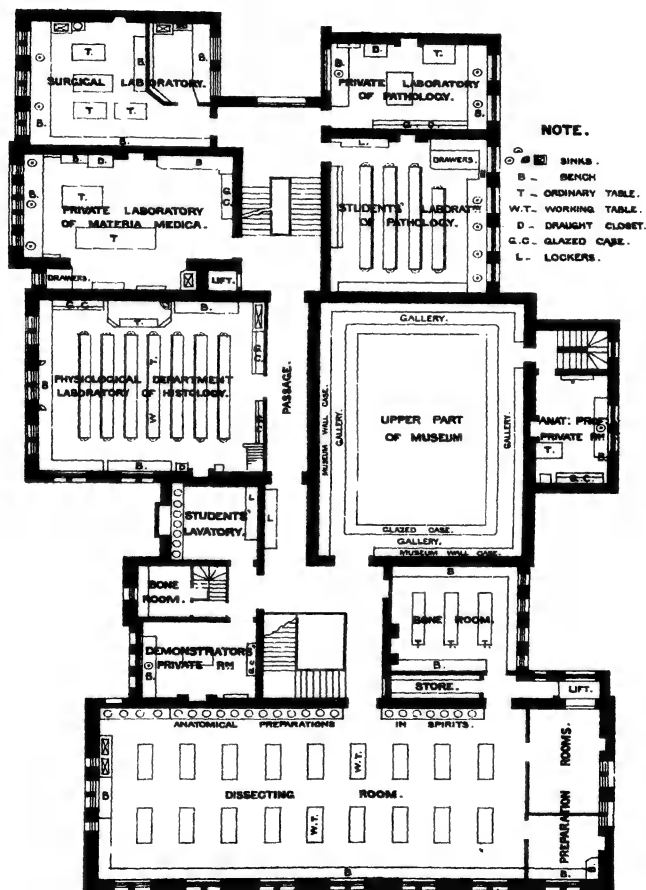 SURGICAL LABORATORY.
T.
T.
T.
B.
B.
B.
B.
PRIVATE LABORATORY
OF PATHOLOGY.
B.
D.
T.
G. C.
B.
NOTE.
SINKS.
B - BENCH
T - ORDINARY TABLE.
W.T. - WORKING TABLE.
D - DRAUGHT CLOSET.
G.C. - GLAZED CASE.
L - LOCKERS.
PRIVATE LABORATORY
OF MATERIA MEDICA.
B.
B.
D.
B
T.
T
DRAWERS.
LIFT.
L.
DRAWERS.
STUDENTS' LABORAT
OF PATHOLOGY.
B.
PHYSIOLOGICAL DEPARTMENT
LABORATORY OF HISTOLOGY.
G.C.
T.
B.
B
T.
W
B.
D
PASSAGE.
GALLERY.
MUSEUM WALL CASE.
GALLERY.
UPPER PART
OF MUSEUM
GALLERY.
GLAZED CASE.
GALLERY.
MUSEUM WALL CASE.
ANAT: PROF:
PRIVATE RM
T.
B.
G.C.
STUDENTS'
LAVATORY.
L
L
BONE
ROOM.
DEMONSTRATORS
PRIVATE RM
B.
B
BONE ROOM.
T
T
T
B.
STORE.
LIFT.
ANATOMICAL PREPARATIONS IN SPIRITS.
W.T.
DISSECTING ROOM.
W.T.
B
B
PREPARATION ROOMS.
B.
B.